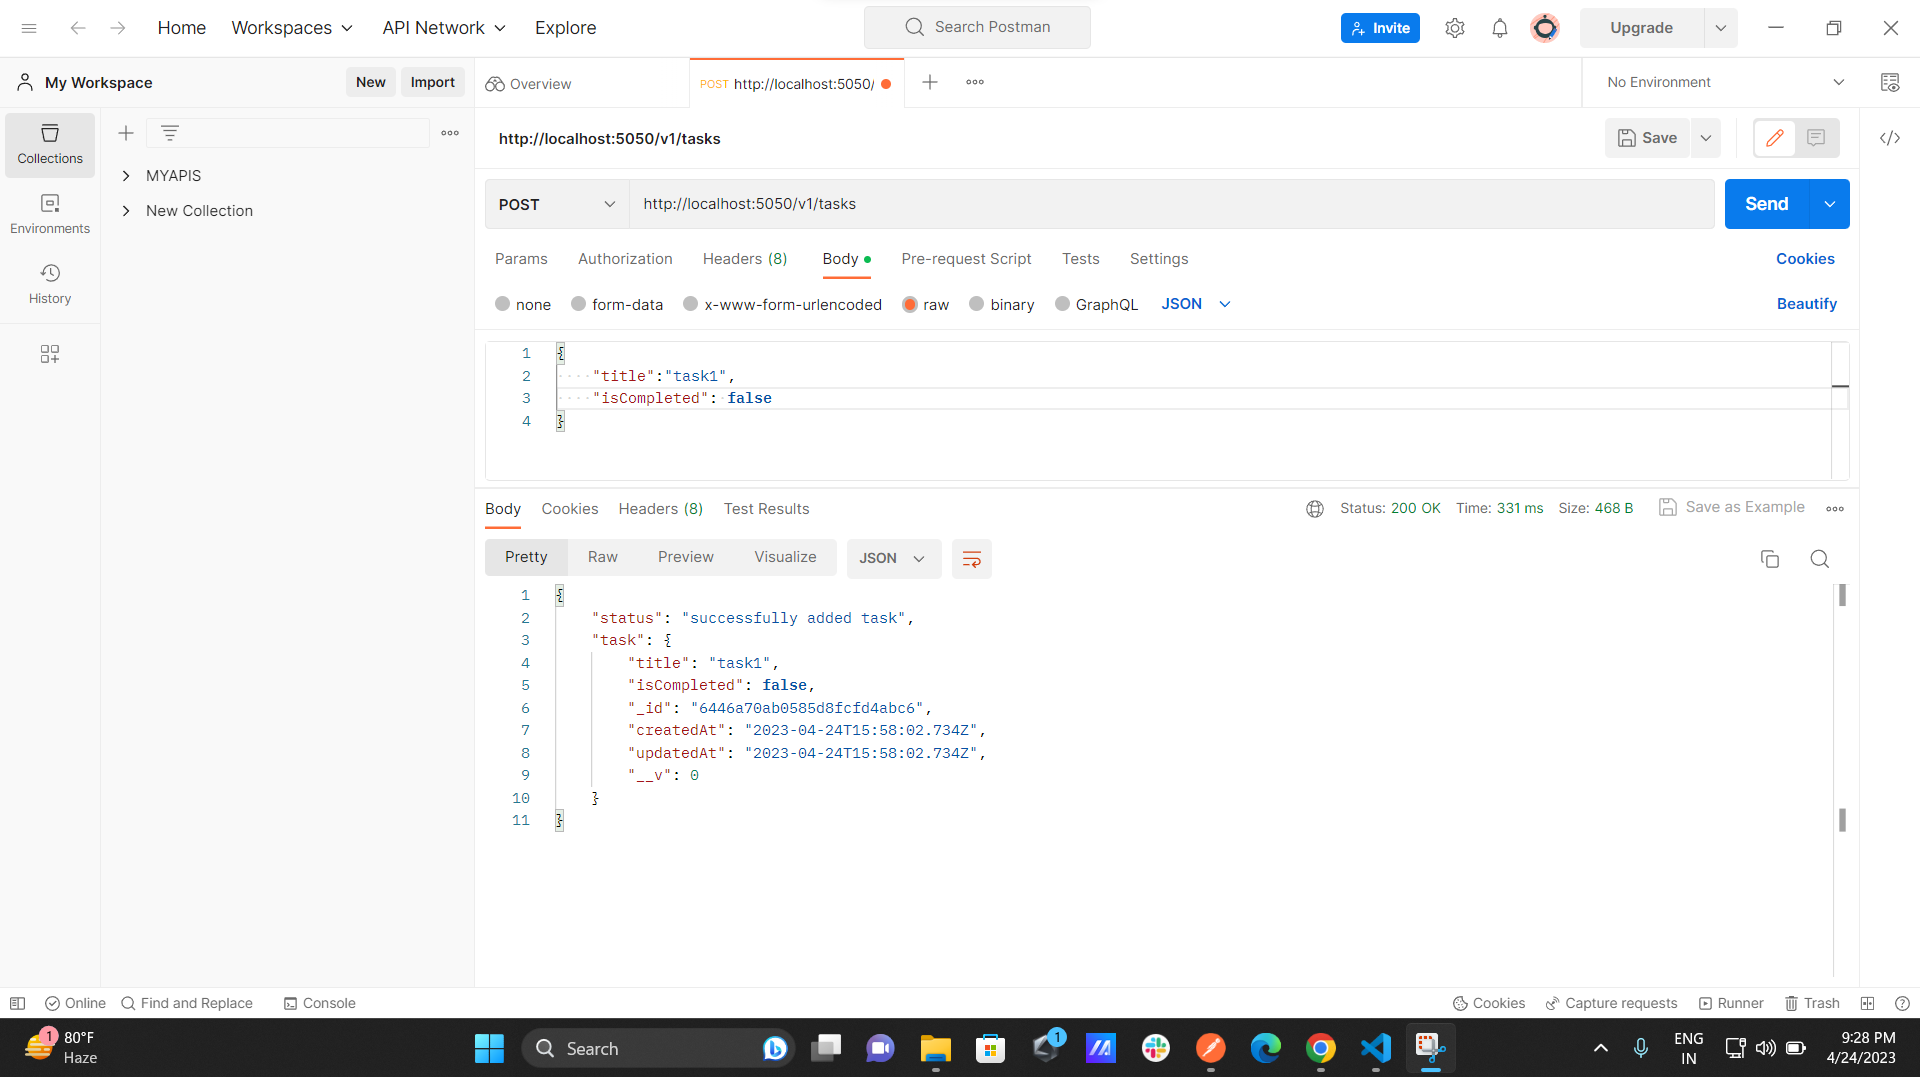 Home Workspaces API Network Explore Search Postman Invite Upgrade
My Workspace New Import Overview POST http://localhost:5050/ No Environment
Collections
Environments
History
MYAPIS
New Collection
http://localhost:5050/v1/tasks Save
POST http://localhost:5050/v1/tasks Send
Params Authorization Headers (8) Body Pre-request Script Tests Settings Cookies
none form-data x-www-form-urlencoded raw binary GraphQL JSON Beautify
1 {
2 "title":"task1",
3 "isCompleted": false
4 }
Body Cookies Headers (8) Test Results Status: 200 OK Time: 331 ms Size: 468 B Save as Example
Pretty Raw Preview Visualize JSON
1 {
2 "status": "successfully added task",
3 "task": {
4 "title": "task1",
5 "isCompleted": false,
6 "_id": "6446a70ab0585d8fcfd4abc6",
7 "createdAt": "2023-04-24T15:58:02.734Z",
8 "updatedAt": "2023-04-24T15:58:02.734Z",
9 "__v": 0
10 }
11 }
Online Find and Replace Console Cookies Capture requests Runner Trash
1 80°F
Haze
Search
1
ENG
IN
9:28 PM
4/24/2023